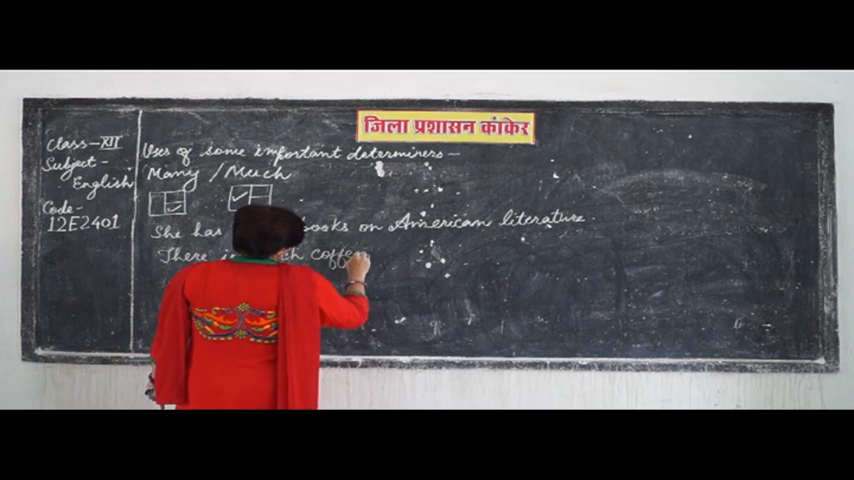 जिला प्रशासन कांकेर
Class-XII
Subject-
English
Code-
12E2401
Uses of some important determiners-
Many / Much
She has books on American literature.
There coffee